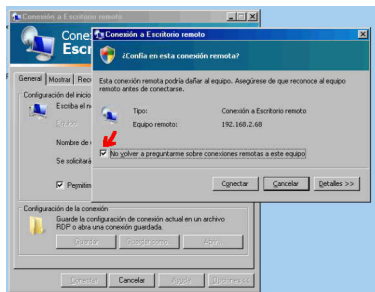 Conexión a Escritorio remoto
Conexión a Escritorio remoto
¿Confía en esta conexión remota?
Esta conexión remota podría dañar al equipo. Asegúrese de que reconoce al equipo
remoto antes de conectarse.
Tipo: Conexión a Escritorio remoto
Equipo remoto: 192.168.2.68
No volver a preguntarme sobre conexiones remotas a este equipo
Conectar Cancelar Detalles >>
Cone
Escr
General Mostrar Recu
Configuración del inicio
Escriba el n
Equipo:
Nombre de
Se solicitará
Permitirm
Configuración de la conexión
Guarde la configuración de conexión actual en un archivo
RDP o abra una conexión guardada.
Guardar Guardar como... Abrir...
Conectar Cancelar Ayuda Opciones <<